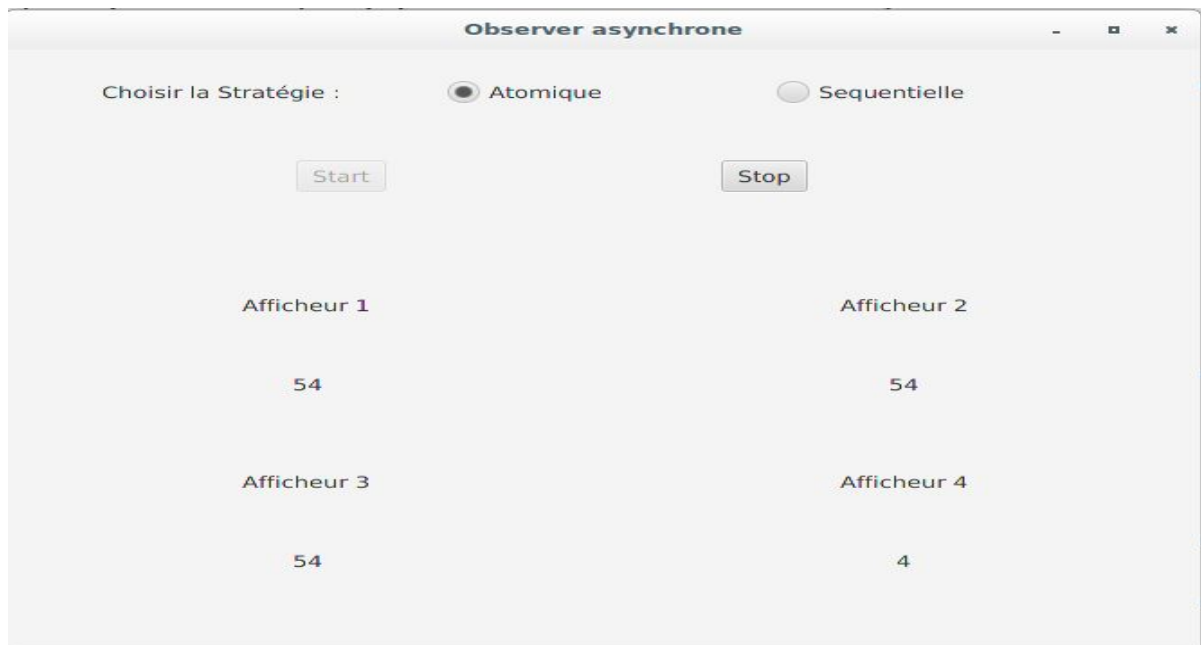 Observer asynchrone
Choisir la Stratégie : Atomique Sequentielle
Start Stop
Afficheur 1 Afficheur 2
54 54
Afficheur 3 Afficheur 4
54 4